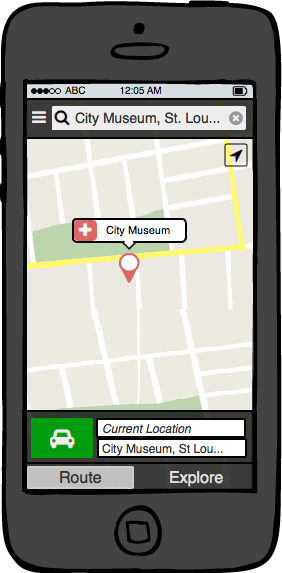 ABC 12:05 AM
City Museum, St. Lou...
City Museum
Current Location
City Museum, St Lou...
Route Explore